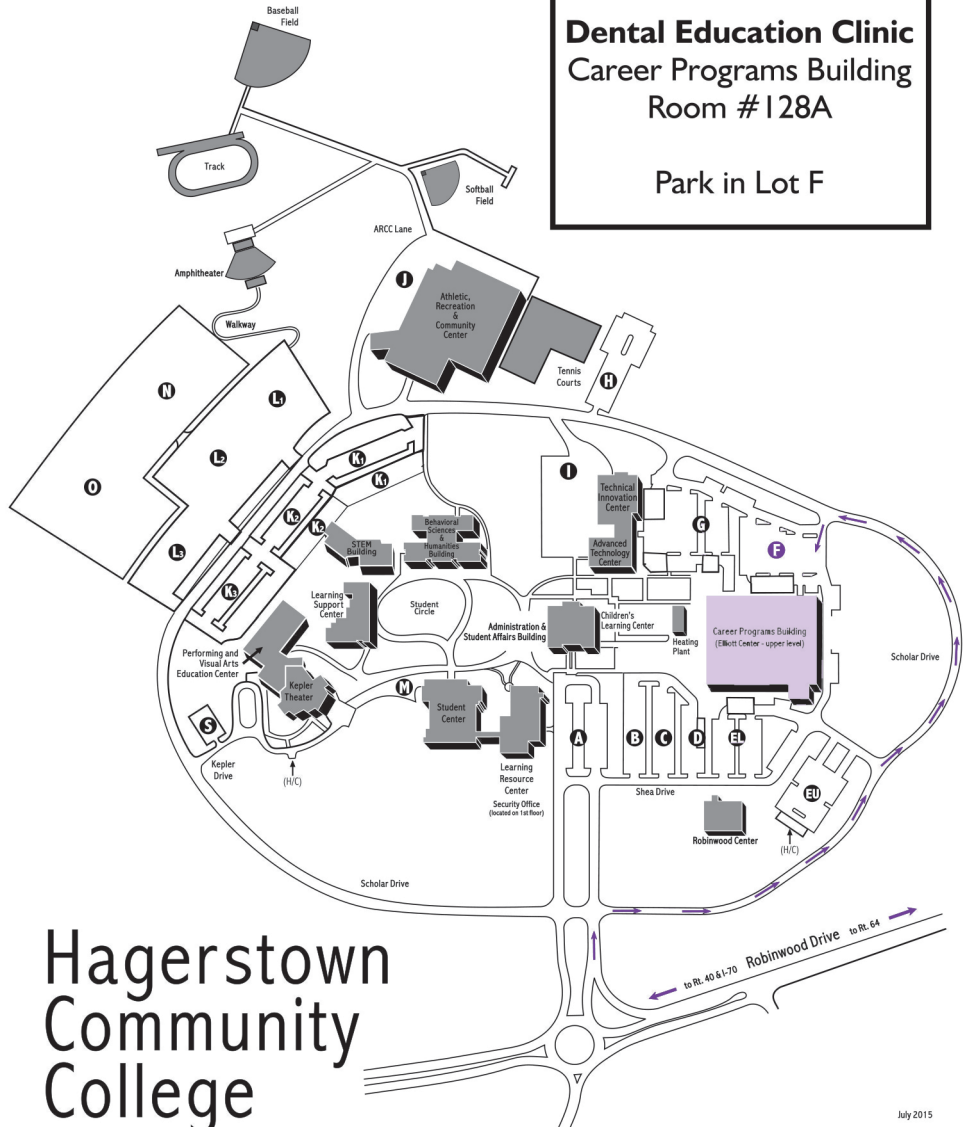 Dental Education Clinic
Career Programs Building
Room #128A
Park in Lot F
Baseball
Field
Track
Softball
Field
ARCC Lane
Amphitheater
Walkway
J
Athletic,
Recreation
&
Community
Center
Tennis
Courts
H
N
L1
L2
O
L3
K1
K1
K2
K2
K3
I
Technical
Innovation
Center
Advanced
Technology
Center
G
F
STEM
Building
Behavioral
Sciences
&
Humanities
Building
Learning
Support
Center
Student
Circle
Administration &
Student Affairs Building
Children's
Learning Center
Heating
Plant
Career Programs Building
(Elliott Center - upper level)
Scholar Drive
Performing and
Visual Arts
Education Center
Kepler
Theater
M
Student
Center
S
Kepler
Drive
(H/C)
Learning
Resource
Center
Security Office
(located on 1st floor)
A
B
C
D
EL
EU
Shea Drive
Robinwood Center
(H/C)
Scholar Drive
to Rt. 40 & I-70 Robinwood Drive to Rt. 64
Hagerstown
Community
College
July 2015